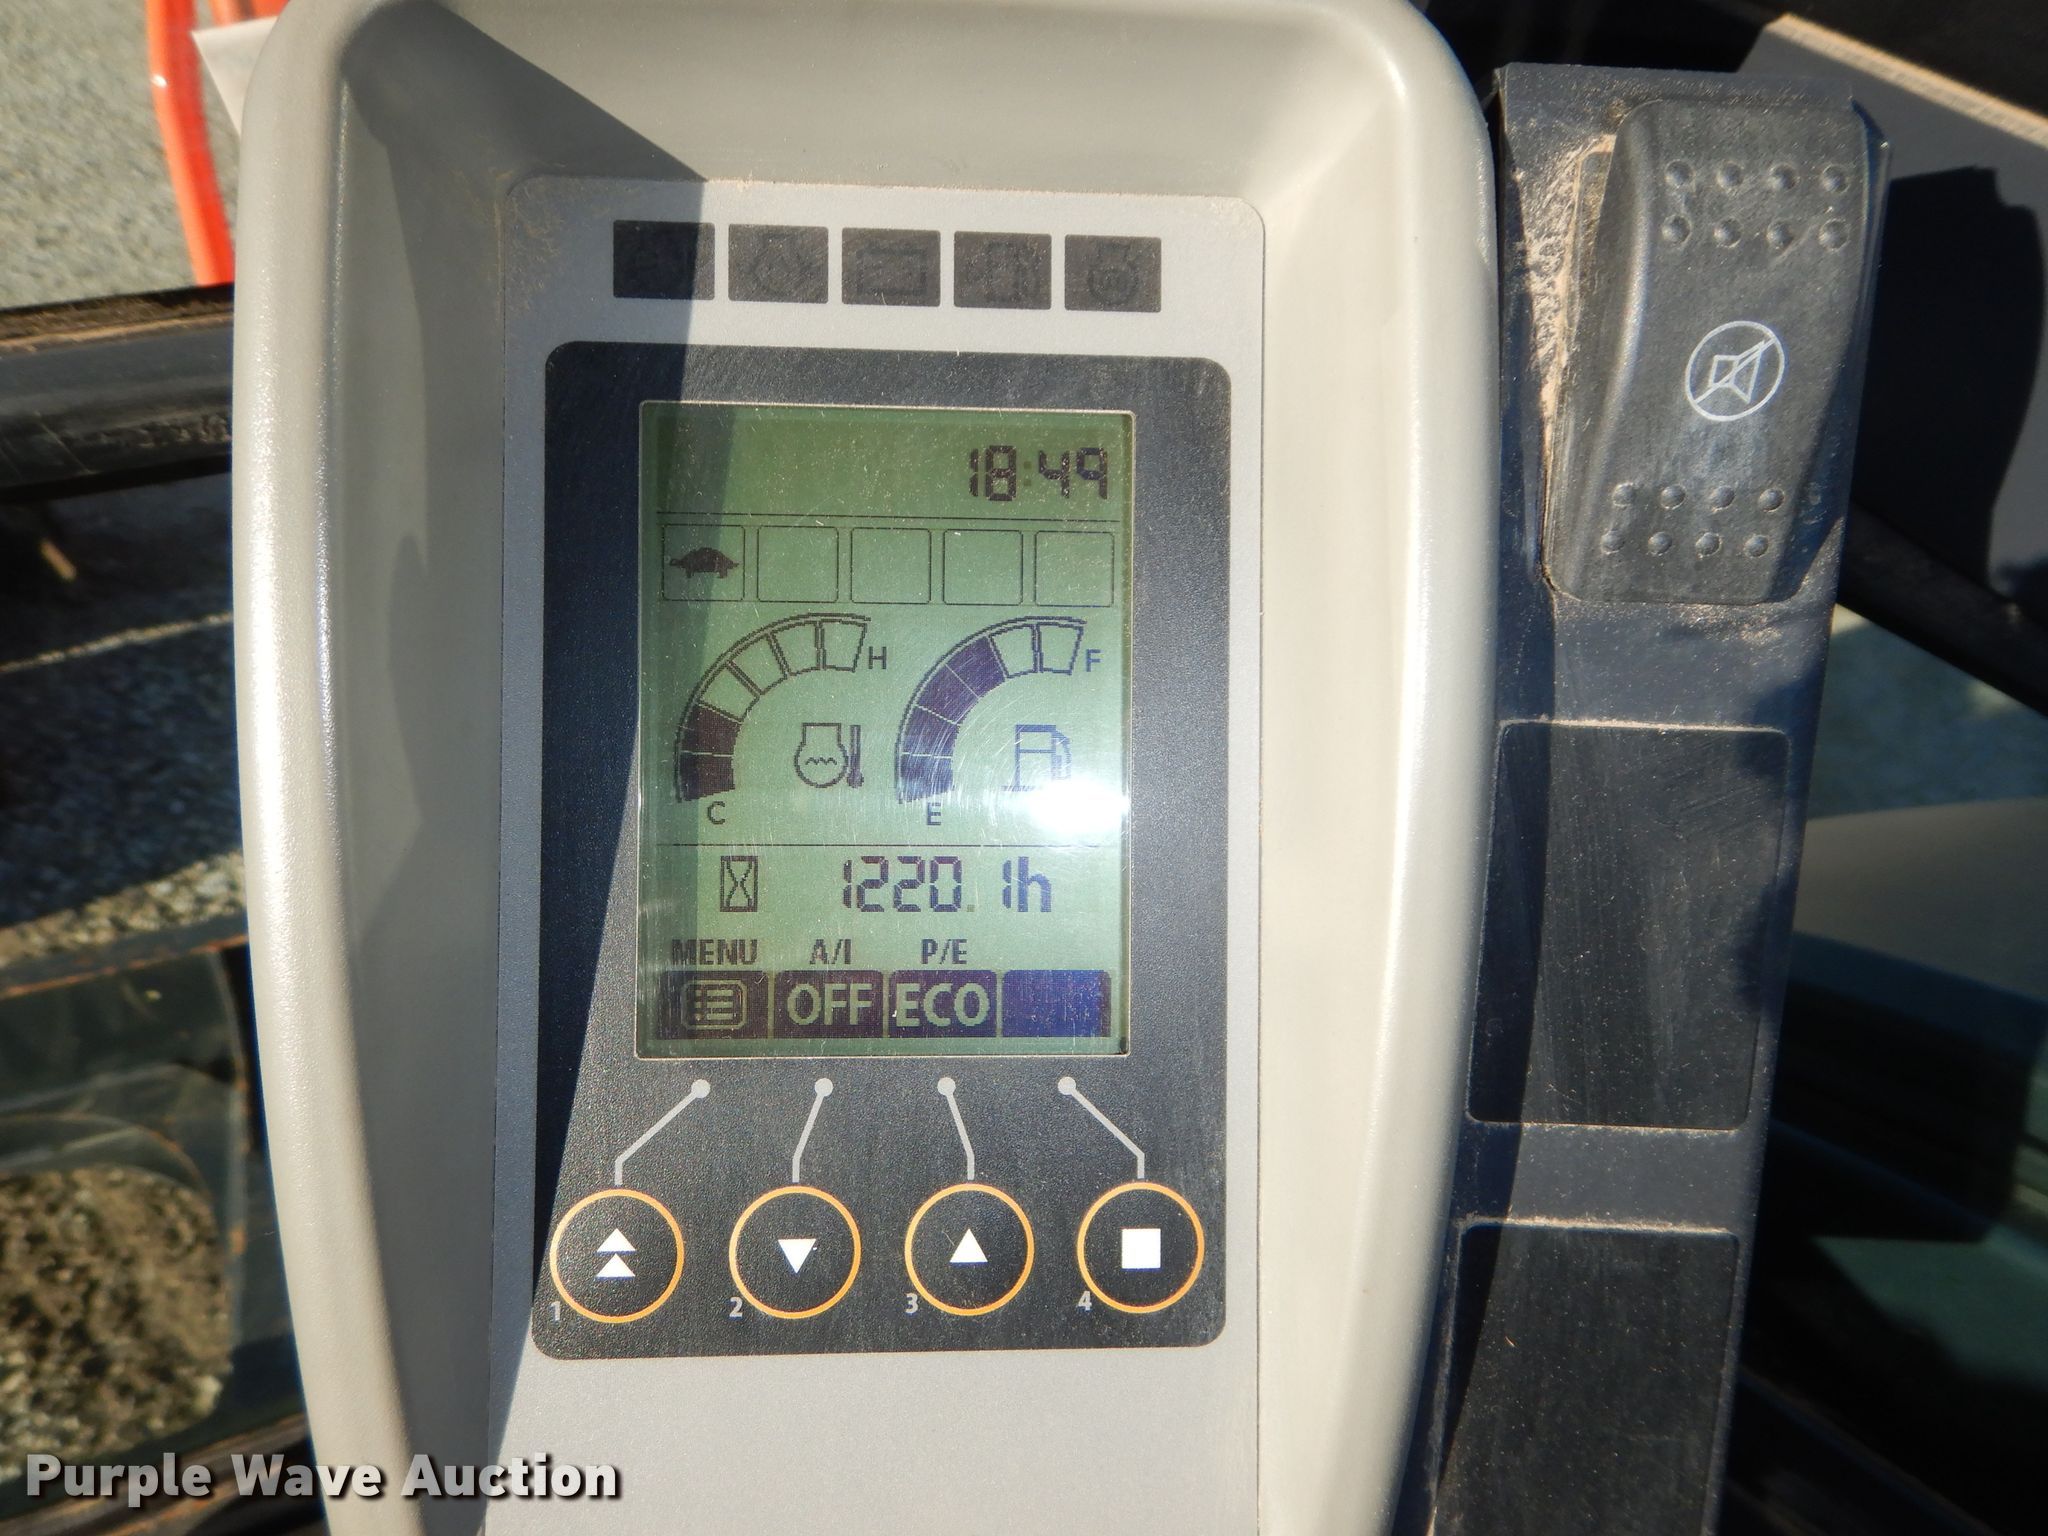 18:49
H F
C E
1220.1h
MENU A/I P/E
OFF ECO
1 2 3 4
Purple Wave Auction